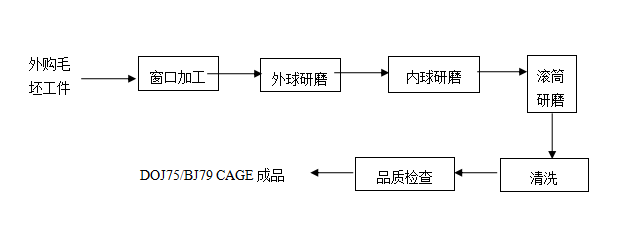 外购毛
坯工件
窗口加工
外球研磨
内球研磨
滚筒
研磨
DOJ75/BJ79 CAGE 成品
品质检查
清洗